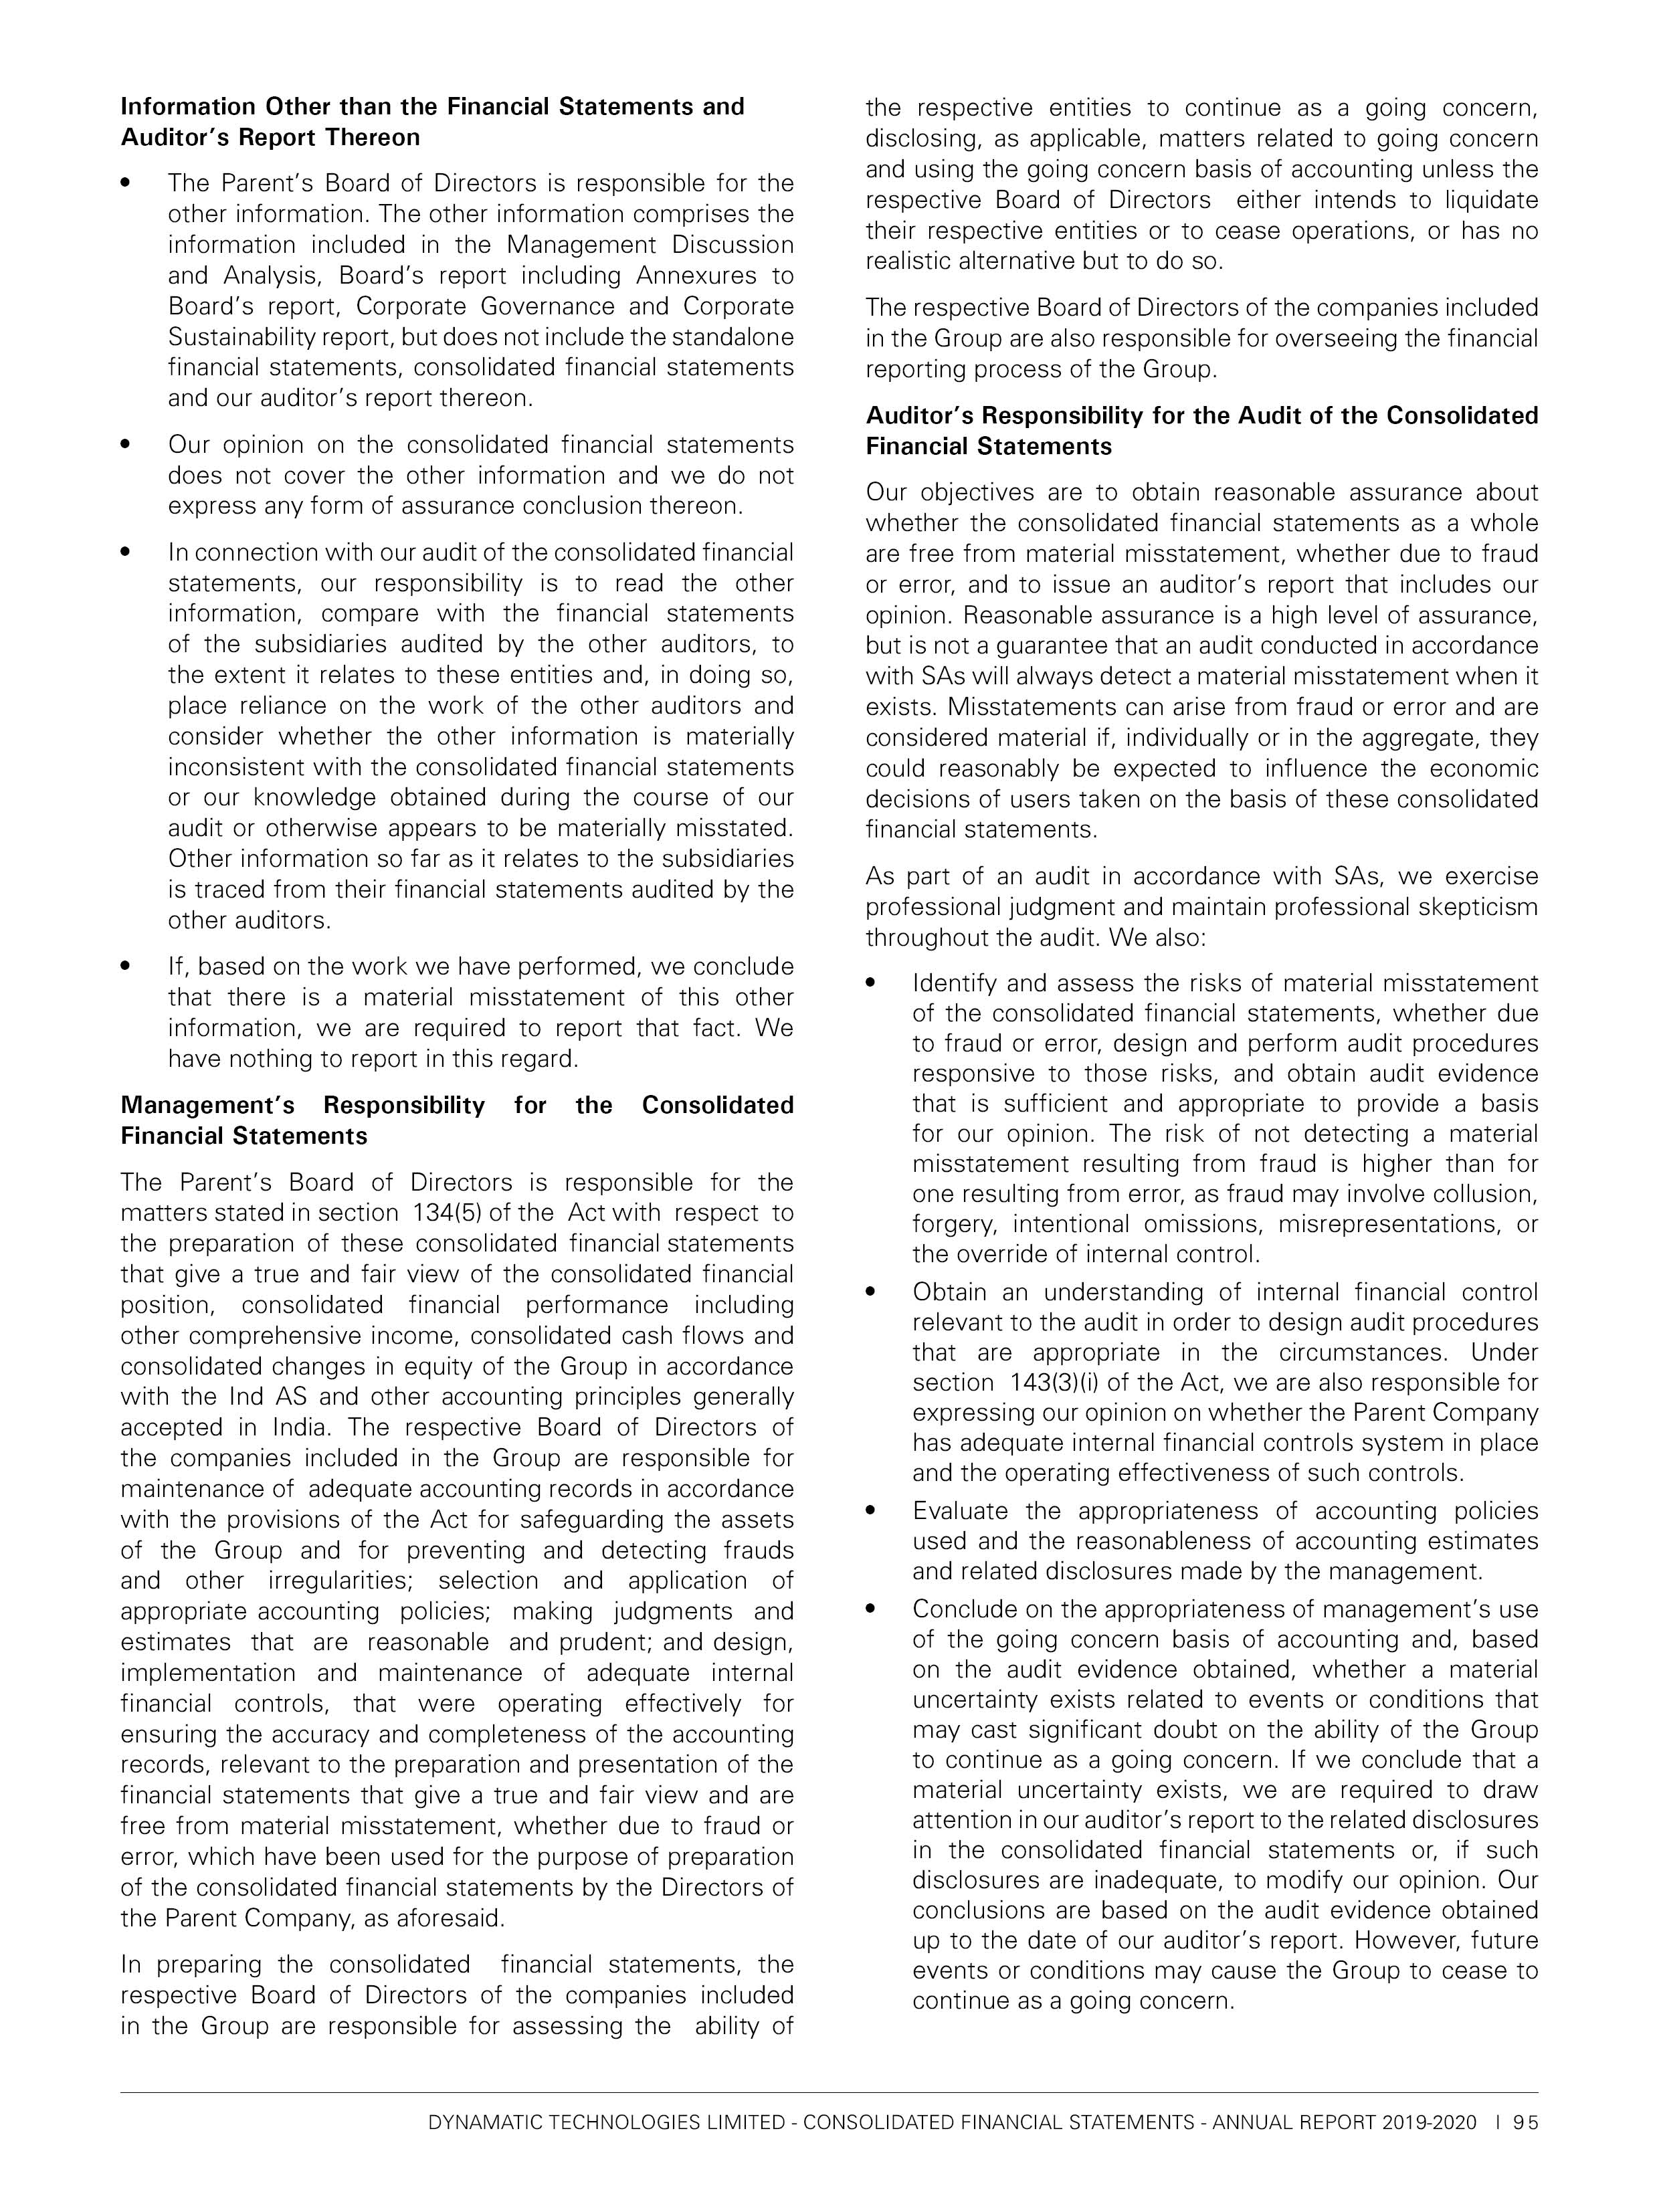 Information Other than the Financial Statements and
Auditor's Report Thereon
• The Parent's Board of Directors is responsible for the
other information. The other information comprises the
information included in the Management Discussion
and Analysis, Board's report including Annexures to
Board's report, Corporate Governance and Corporate
Sustainability report, but does not include the standalone
financial statements, consolidated financial statements
and our auditor's report thereon.
• Our opinion on the consolidated financial statements
does not cover the other information and we do not
express any form of assurance conclusion thereon.
• In connection with our audit of the consolidated financial
statements, our responsibility is to read the other
information, compare with the financial statements
of the subsidiaries audited by the other auditors, to
the extent it relates to these entities and, in doing so,
place reliance on the work of the other auditors and
consider whether the other information is materially
inconsistent with the consolidated financial statements
or our knowledge obtained during the course of our
audit or otherwise appears to be materially misstated.
Other information so far as it relates to the subsidiaries
is traced from their financial statements audited by the
other auditors.
• If, based on the work we have performed, we conclude
that there is a material misstatement of this other
information, we are required to report that fact. We
have nothing to report in this regard.
Management's Responsibility for the Consolidated
Financial Statements
The Parent's Board of Directors is responsible for the
matters stated in section 134(5) of the Act with respect to
the preparation of these consolidated financial statements
that give a true and fair view of the consolidated financial
position, consolidated financial performance including
other comprehensive income, consolidated cash flows and
consolidated changes in equity of the Group in accordance
with the Ind AS and other accounting principles generally
accepted in India. The respective Board of Directors of
the companies included in the Group are responsible for
maintenance of adequate accounting records in accordance
with the provisions of the Act for safeguarding the assets
of the Group and for preventing and detecting frauds
and other irregularities; selection and application of
appropriate accounting policies; making judgments and
estimates that are reasonable and prudent; and design,
implementation and maintenance of adequate internal
financial controls, that were operating effectively for
ensuring the accuracy and completeness of the accounting
records, relevant to the preparation and presentation of the
financial statements that give a true and fair view and are
free from material misstatement, whether due to fraud or
error, which have been used for the purpose of preparation
of the consolidated financial statements by the Directors of
the Parent Company, as aforesaid.
In preparing the consolidated financial statements, the
respective Board of Directors of the companies included
in the Group are responsible for assessing the ability of
the respective entities to continue as a going concern,
disclosing, as applicable, matters related to going concern
and using the going concern basis of accounting unless the
respective Board of Directors either intends to liquidate
their respective entities or to cease operations, or has no
realistic alternative but to do so.
The respective Board of Directors of the companies included
in the Group are also responsible for overseeing the financial
reporting process of the Group.
Auditor's Responsibility for the Audit of the Consolidated
Financial Statements
Our objectives are to obtain reasonable assurance about
whether the consolidated financial statements as a whole
are free from material misstatement, whether due to fraud
or error, and to issue an auditor's report that includes our
opinion. Reasonable assurance is a high level of assurance,
but is not a guarantee that an audit conducted in accordance
with SAs will always detect a material misstatement when it
exists. Misstatements can arise from fraud or error and are
considered material if, individually or in the aggregate, they
could reasonably be expected to influence the economic
decisions of users taken on the basis of these consolidated
financial statements.
As part of an audit in accordance with SAs, we exercise
professional judgment and maintain professional skepticism
throughout the audit. We also:
• Identify and assess the risks of material misstatement
of the consolidated financial statements, whether due
to fraud or error, design and perform audit procedures
responsive to those risks, and obtain audit evidence
that is sufficient and appropriate to provide a basis
for our opinion. The risk of not detecting a material
misstatement resulting from fraud is higher than for
one resulting from error, as fraud may involve collusion,
forgery, intentional omissions, misrepresentations, or
the override of internal control.
• Obtain an understanding of internal financial control
relevant to the audit in order to design audit procedures
that are appropriate in the circumstances. Under
section 143(3)(i) of the Act, we are also responsible for
expressing our opinion on whether the Parent Company
has adequate internal financial controls system in place
and the operating effectiveness of such controls.
• Evaluate the appropriateness of accounting policies
used and the reasonableness of accounting estimates
and related disclosures made by the management.
• Conclude on the appropriateness of management's use
of the going concern basis of accounting and, based
on the audit evidence obtained, whether a material
uncertainty exists related to events or conditions that
may cast significant doubt on the ability of the Group
to continue as a going concern. If we conclude that a
material uncertainty exists, we are required to draw
attention in our auditor's report to the related disclosures
in the consolidated financial statements or, if such
disclosures are inadequate, to modify our opinion. Our
conclusions are based on the audit evidence obtained
up to the date of our auditor's report. However, future
events or conditions may cause the Group to cease to
continue as a going concern.
DYNAMATIC TECHNOLOGIES LIMITED - CONSOLIDATED FINANCIAL STATEMENTS - ANNUAL REPORT 2019-2020 | 95